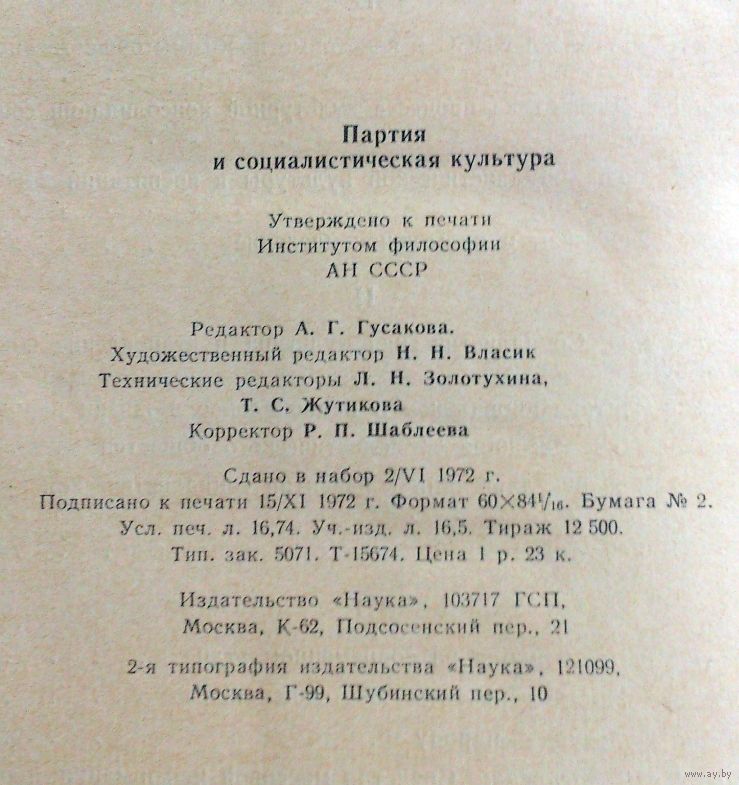 Партия
и социалистическая культура
Утверждено к печати
Институтом философии
АН СССР
Редактор А. Г. Гусакова.
Художественный редактор Н. Н. Власик
Технические редакторы Л. Н. Золотухина,
Т. С. Жутикова
Корректор Р. П. Шаблеева
Сдано в набор 2/VI 1972 г.
Подписано к печати 15/XI 1972 г. Формат 60×84¹/₁₆. Бумага № 2.
Усл. печ. л. 16,74. Уч.-изд. л. 16,5. Тираж 12 500.
Тип. зак. 5071. Т-15674. Цена 1 р. 23 к.
Издательство «Наука», 103717 ГСП,
Москва, К-62, Подсосенский пер., 21
2-я типография издательства «Наука», 121099,
Москва, Г-99, Шубинский пер., 10
www.ay.by